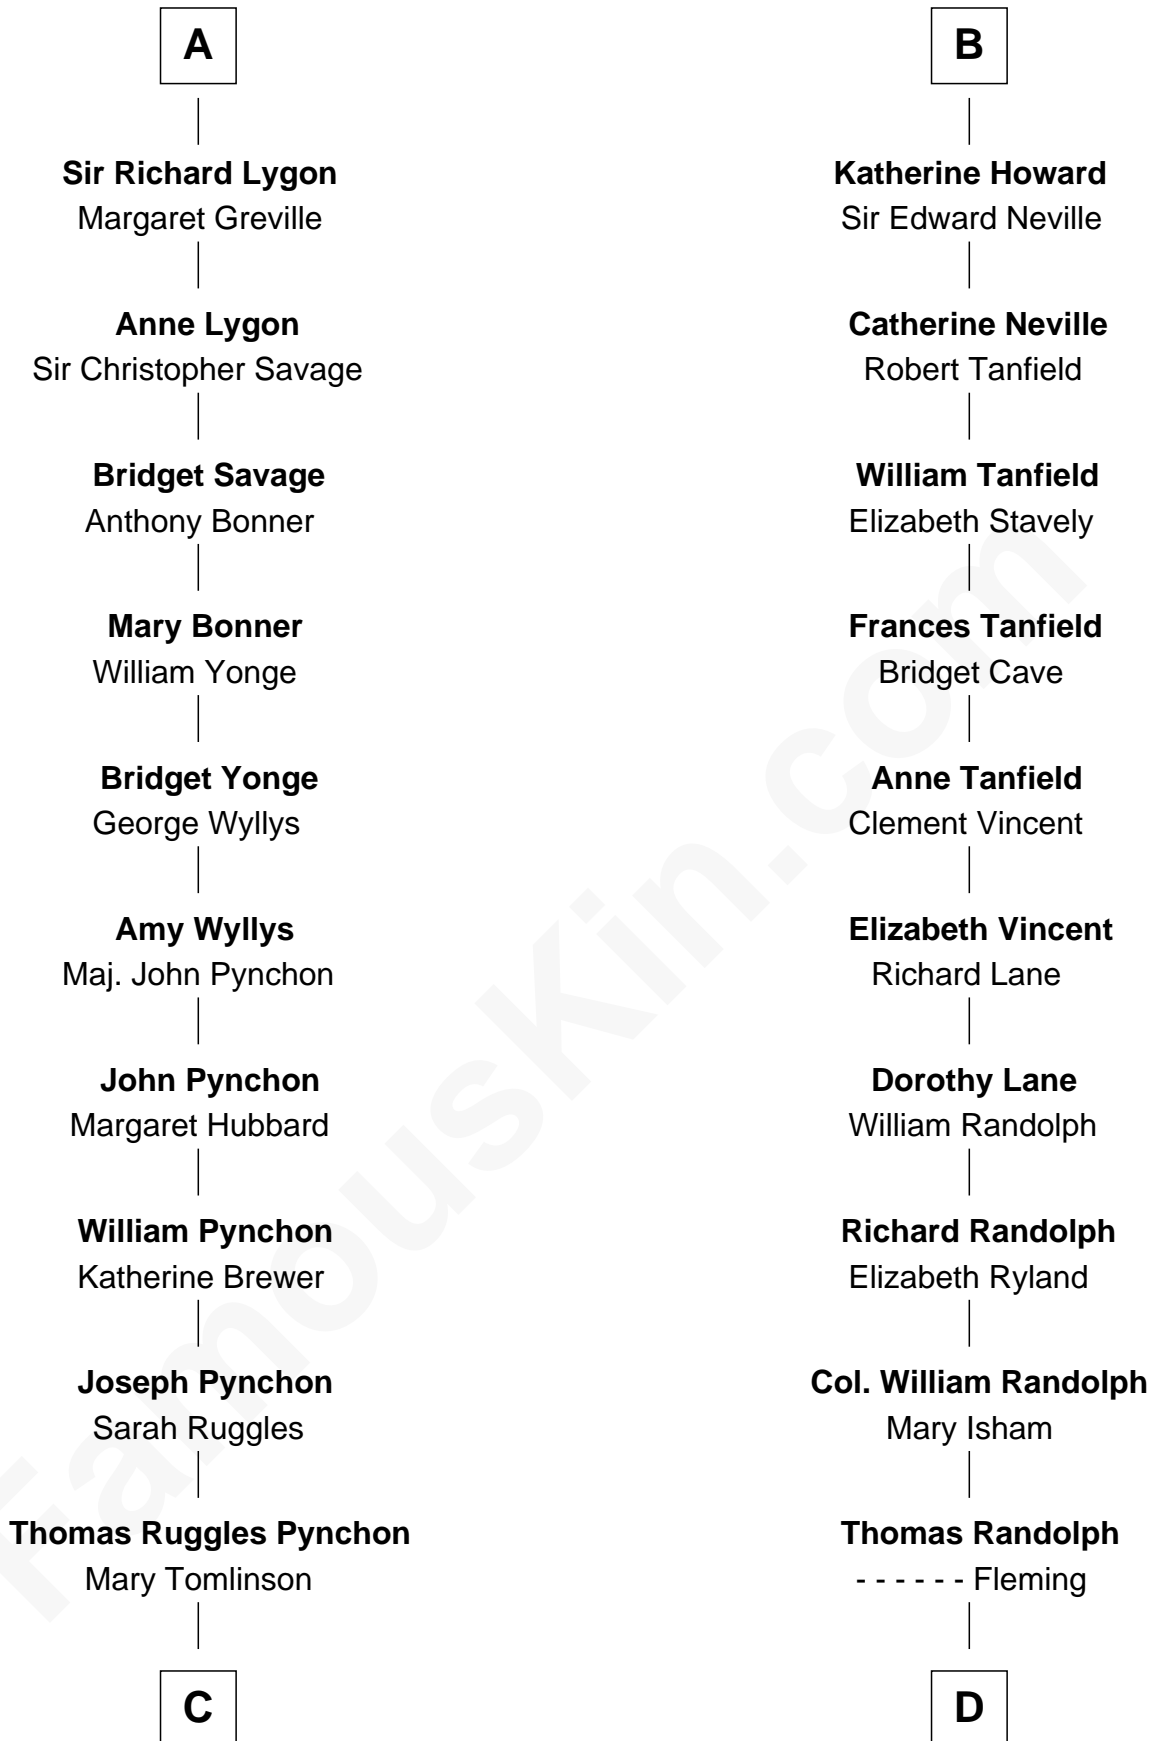 A
Sir Richard Lygon
Margaret Greville
Anne Lygon
Sir Christopher Savage
Bridget Savage
Anthony Bonner
Mary Bonner
William Yonge
Bridget Yonge
George Wyllys
Amy Wyllys
Maj. John Pynchon
John Pynchon
Margaret Hubbard
William Pynchon
Katherine Brewer
Joseph Pynchon
Sarah Ruggles
Thomas Ruggles Pynchon
Mary Tomlinson
C
B
Katherine Howard
Sir Edward Neville
Catherine Neville
Robert Tanfield
William Tanfield
Elizabeth Stavely
Frances Tanfield
Bridget Cave
Anne Tanfield
Clement Vincent
Elizabeth Vincent
Richard Lane
Dorothy Lane
William Randolph
Richard Randolph
Elizabeth Ryland
Col. William Randolph
Mary Isham
Thomas Randolph
- - - - - - Fleming
D
FamousKin.com